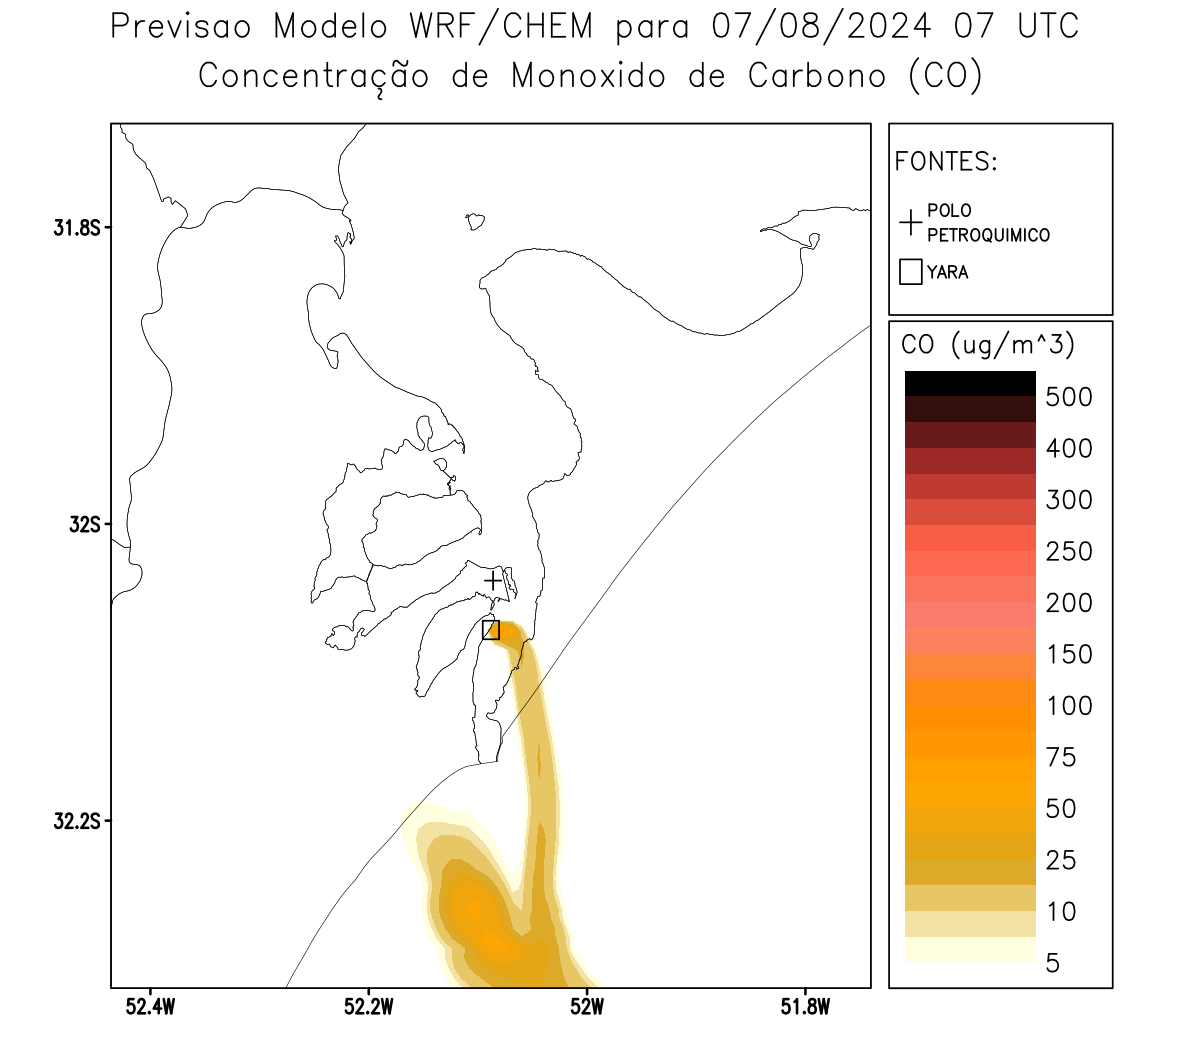 Previsao Modelo WRF/CHEM para 07/08/2024 07 UTC
Concentração de Monoxido de Carbono (CO)
FONTES:
POLO
PETROQUIMICO
YARA
CO (ug/m^3)
500
400
300
250
200
150
100
75
50
25
10
5
31.8S
32S
32.2S
52.4W
52.2W
52W
51.8W